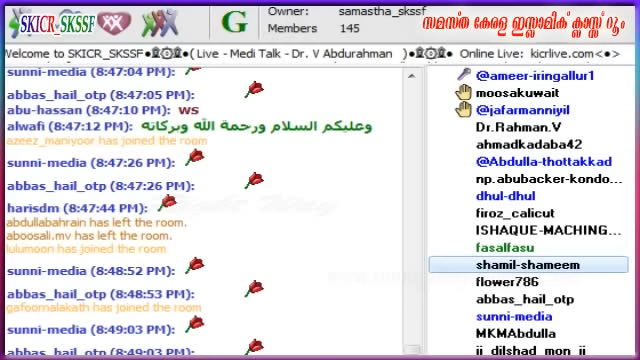 SKICR_SKSSF
G
Owner: samastha_skssf
Members 145
സമസ്ത കേരള ഇസ്ലാമിക് ക്ലാസ്സ് റൂം
Welcome to SKICR_SKSSF ( Live - Medi Talk - Dr. V Abdurahman ) Online Live: kicrlive.com<●>
sunni-media (8:47:04 PM):
abbas_hail_otp (8:47:05 PM):
abu-hassan (8:47:10 PM): ws
alwafi (8:47:12 PM): وعليكم السلام ورحمة الله وبركاته
azeez_maniyoor has joined the room
sunni-media (8:47:26 PM):
abbas_hail_otp (8:47:26 PM):
harisdm (8:47:44 PM):
abdullabahrain has left the room.
aboosali.mv has left the room.
lulumoon has joined the room
sunni-media (8:48:52 PM):
abbas_hail_otp (8:48:53 PM):
gafoornalakath has joined the room
sunni-media (8:49:03 PM):
abbas_hail_otp (8:49:03 PM):
@ameer-iringallur1
moosakuwait
@jafarmanniyil
Dr.Rahman.V
ahmadkadaba42
@Abdulla-thottakkad
np.abubacker-kondo...
dhul-dhul
firoz_calicut
ISHAQUE-MACHING...
fasalfasu
shamil-shameem
flower786
abbas_hail_otp
sunni-media
MKMAbdulla
ii_dilshad_mon_ii